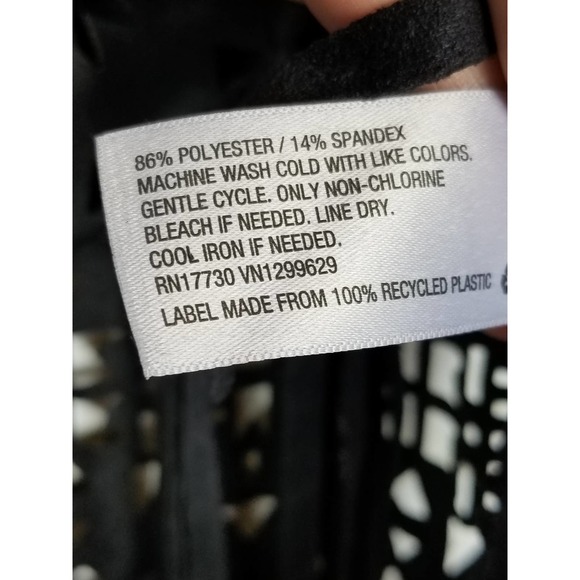 86% POLYESTER / 14% SPANDEX
MACHINE WASH COLD WITH LIKE COLORS.
GENTLE CYCLE. ONLY NON-CHLORINE
BLEACH IF NEEDED. LINE DRY.
COOL IRON IF NEEDED.
RN17730 VN1299629
LABEL MADE FROM 100% RECYCLED PLASTIC